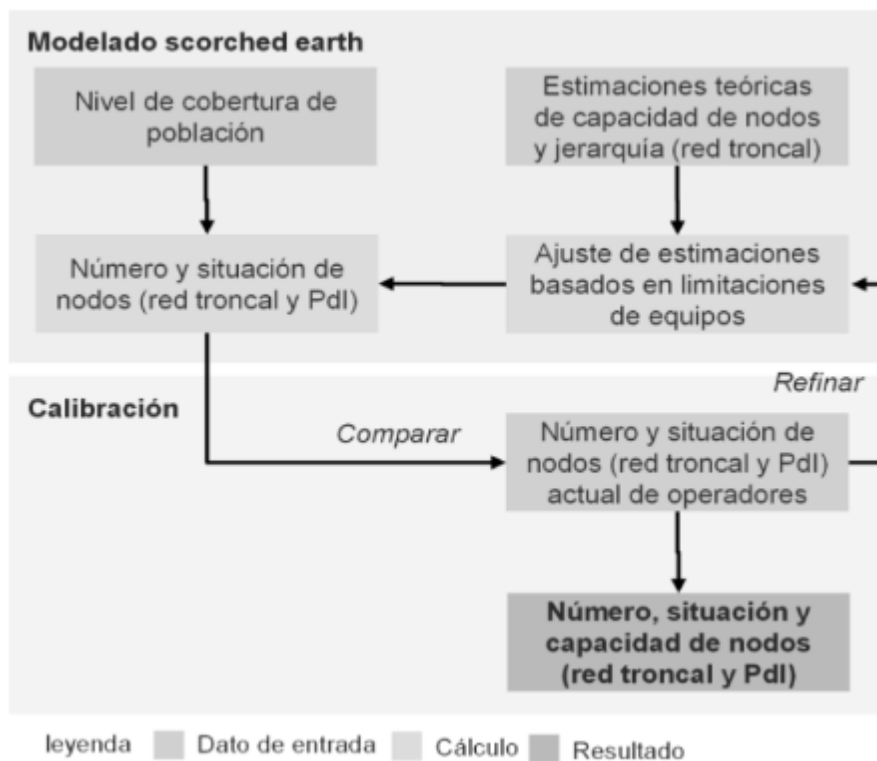 Modelado scorched earth
Nivel de cobertura de
población
Estimaciones teóricas
de capacidad de nodos
y jerarquía (red troncal)
Número y situación de
nodos (red troncal y PdI)
Ajuste de estimaciones
basados en limitaciones
de equipos
Refinar
Calibración
Comparar
Número y situación de
nodos (red troncal y PdI)
actual de operadores
Número, situación y
capacidad de nodos
(red troncal y PdI)
leyenda Dato de entrada Cálculo Resultado